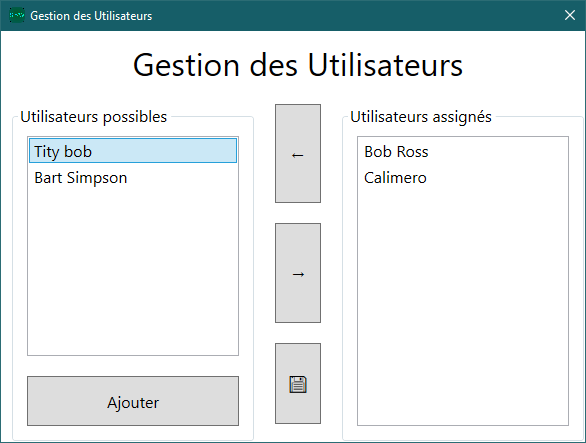 Gestion des Utilisateurs
Gestion des Utilisateurs
Utilisateurs possibles
Tity bob
Bart Simpson
Ajouter
←
→
Utilisateurs assignés
Bob Ross
Calimero